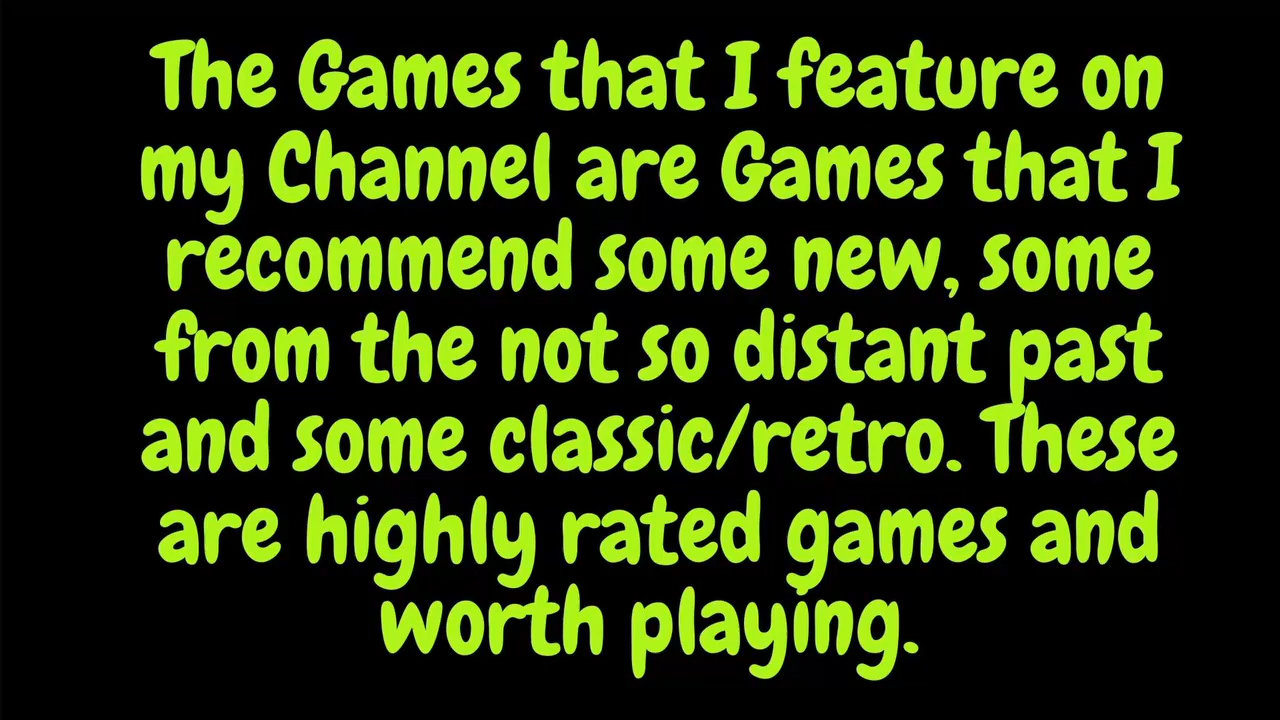 The Games that I feature on
my Channel are Games that I
recommend some new, some
from the not so distant past
and some classic/retro. These
are highly rated games and
worth playing.